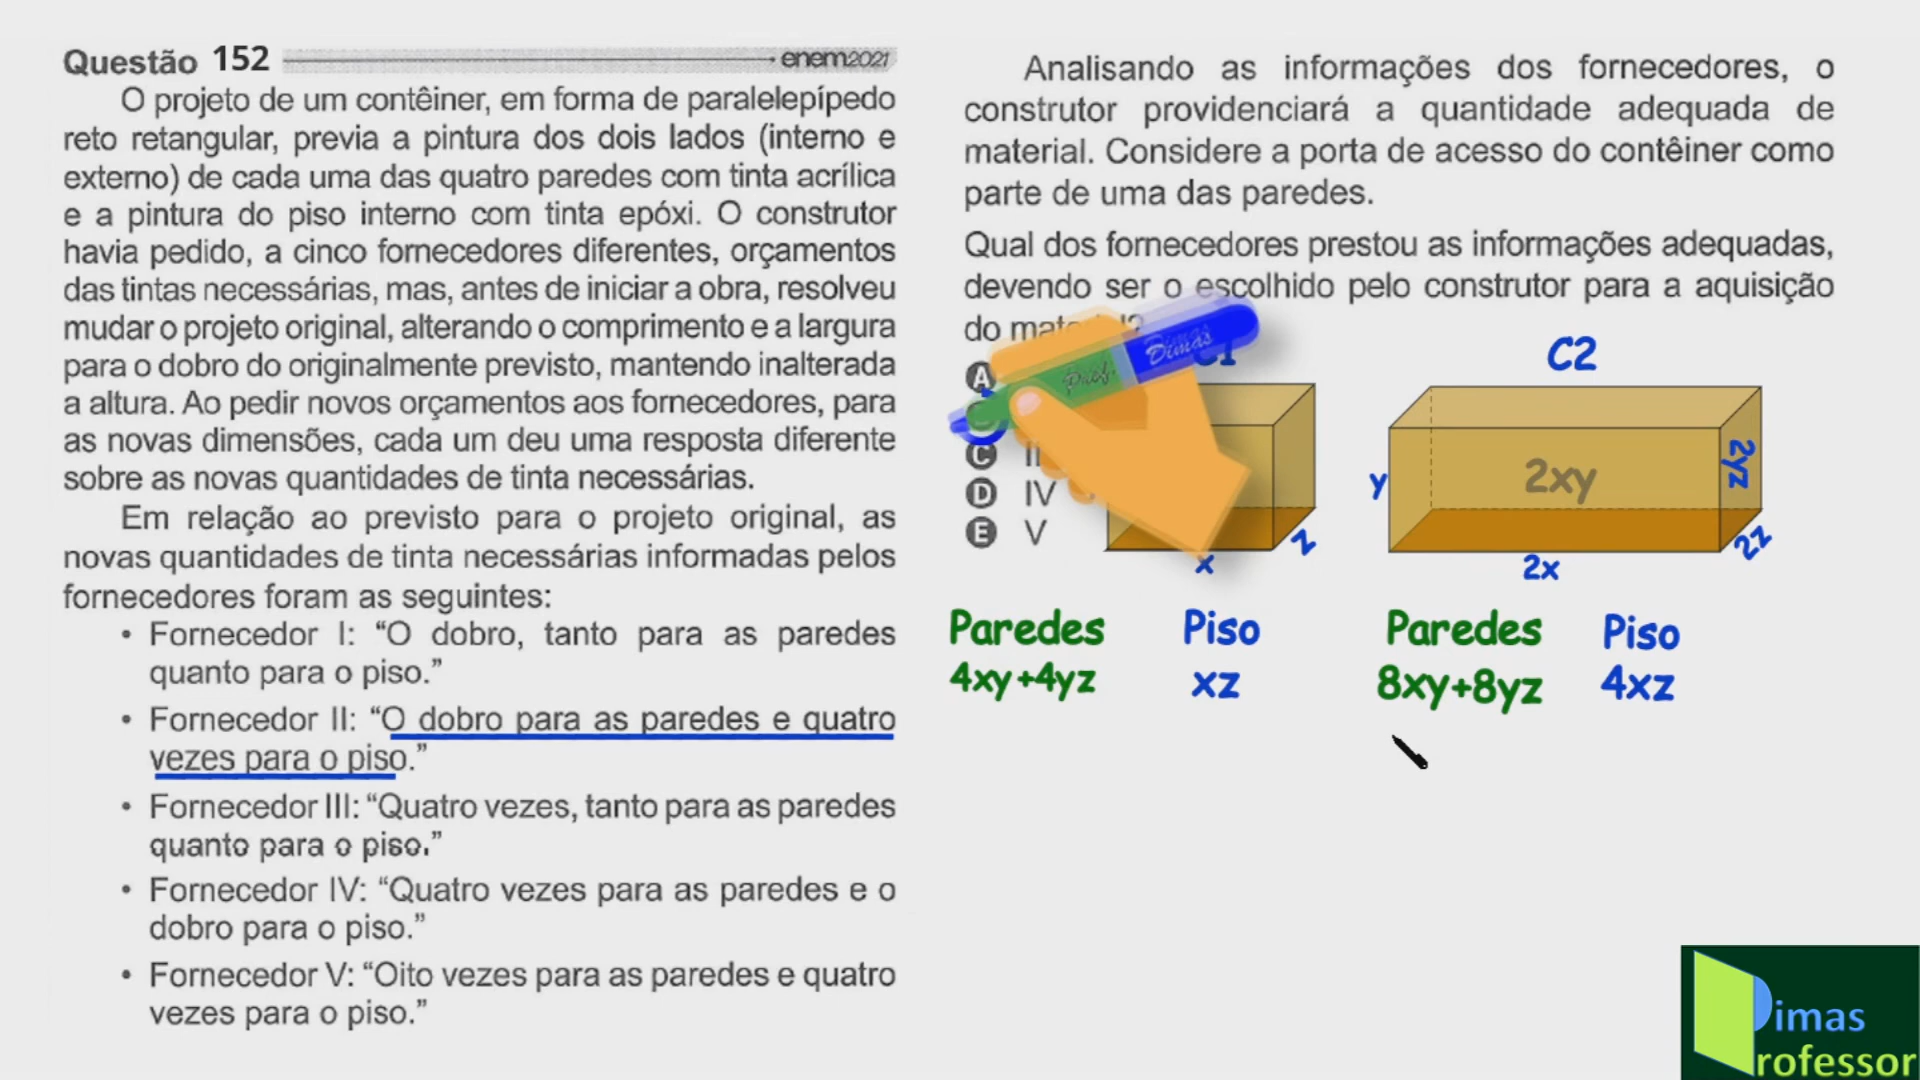 Questão 152
enem2021
O projeto de um contêiner, em forma de paralelepípedo
reto retangular, previa a pintura dos dois lados (interno e
externo) de cada uma das quatro paredes com tinta acrílica
e a pintura do piso interno com tinta epóxi. O construtor
havia pedido, a cinco fornecedores diferentes, orçamentos
das tintas necessárias, mas, antes de iniciar a obra, resolveu
mudar o projeto original, alterando o comprimento e a largura
para o dobro do originalmente previsto, mantendo inalterada
a altura. Ao pedir novos orçamentos aos fornecedores, para
as novas dimensões, cada um deu uma resposta diferente
sobre as novas quantidades de tinta necessárias.
Em relação ao previsto para o projeto original, as
novas quantidades de tinta necessárias informadas pelos
fornecedores foram as seguintes:
• Fornecedor I: “O dobro, tanto para as paredes
quanto para o piso.”
• Fornecedor II: “O dobro para as paredes e quatro
vezes para o piso.”
• Fornecedor III: “Quatro vezes, tanto para as paredes
quanto para o piso.”
• Fornecedor IV: “Quatro vezes para as paredes e o
dobro para o piso.”
• Fornecedor V: “Oito vezes para as paredes e quatro
vezes para o piso.”
Analisando as informações dos fornecedores, o
construtor providenciará a quantidade adequada de
material. Considere a porta de acesso do contêiner como
parte de uma das paredes.
Qual dos fornecedores prestou as informações adequadas,
devendo ser o escolhido pelo construtor para a aquisição
do
A
C
D IV
E V
Prof. Dimas
C1
x
z
C2
y
2xy
2yz
2x
2z
Paredes Piso
4xy+4yz xz
Paredes Piso
8xy+8yz 4xz
Dimas
Professor